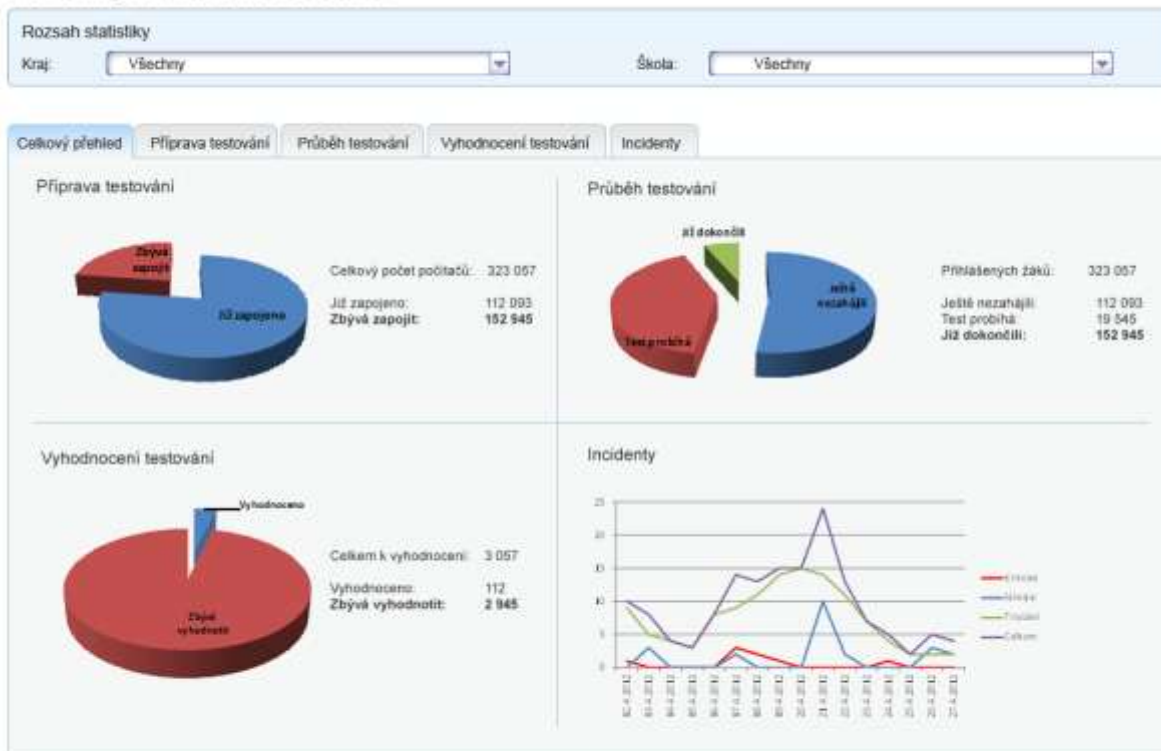 Rozsah statistiky
Kraj: Všechny Škola: Všechny
Celkový přehled Příprava testování Průběh testování Vyhodnocení testování Incidenty
Příprava testování
Zbývá
zapojit
Již zapojeno
Celkový počet počítačů: 323 057
Již zapojeno: 112 093
Zbývá zapojit: 152 945
Průběh testování
Již dokončili
Ještě
nezahájili
Test probíhá
Přihlášených žáků: 323 057
Ještě nezahájili: 112 093
Test probíhá: 19 545
Již dokončili: 152 945
Vyhodnocení testování
Vyhodnoceno
Zbývá
vyhodnotit
Celkem k vyhodnocení: 3 057
Vyhodnoceno: 112
Zbývá vyhodnotit: 2 945
Incidenty
25
20
15
10
5
0
Celkem